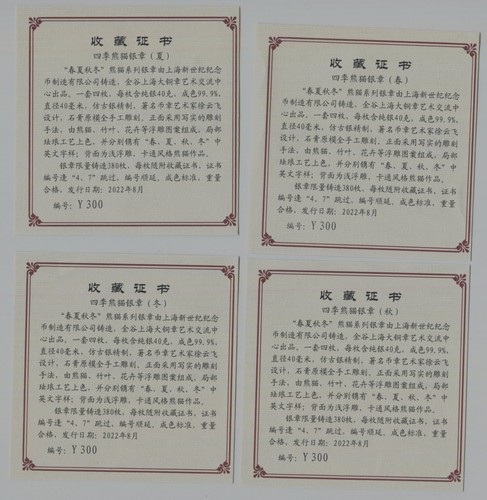 收藏证书
四季熊猫银章（夏）
“春夏秋冬”熊猫系列银章由上海新世纪纪念
币制造有限公司铸造，金谷上海大铜章艺术交流中
心出品，一套四枚，每枚含纯银40克，成色99.9%，
直径40毫米，仿古银精制，著名币章艺术家徐云飞
设计，石膏原模全手工雕刻，正面采用写实的雕刻
手法，由熊猫、竹叶、花卉等浮雕图案组成，局部
珐琅工艺上色，并分别镌有“春、夏、秋、冬”中
英文字样；背面为浅浮雕，卡通风格熊猫作品。
银章限量铸造380枚，每枚随附收藏证书，证书
编号逢“4、7”跳过，编号顺延，成色标准，重量
合格，发行日期：2022年8月
编号：Y 300
收藏证书
四季熊猫银章（春）
“春夏秋冬”熊猫系列银章由上海新世纪纪念
币制造有限公司铸造，金谷上海大铜章艺术交流中
心出品，一套四枚，每枚含纯银40克，成色99.9%，
直径40毫米，仿古银精制，著名币章艺术家徐云飞
设计，石膏原模全手工雕刻，正面采用写实的雕刻
手法，由熊猫、竹叶、花卉等浮雕图案组成，局部
珐琅工艺上色，并分别镌有“春、夏、秋、冬”中
英文字样；背面为浅浮雕，卡通风格熊猫作品。
银章限量铸造380枚，每枚随附收藏证书，证书
编号逢“4、7”跳过，编号顺延，成色标准，重量
合格，发行日期：2022年8月
编号：Y 300
收藏证书
四季熊猫银章（冬）
“春夏秋冬”熊猫系列银章由上海新世纪纪念
币制造有限公司铸造，金谷上海大铜章艺术交流中
心出品，一套四枚，每枚含纯银40克，成色99.9%，
直径40毫米，仿古银精制，著名币章艺术家徐云飞
设计，石膏原模全手工雕刻，正面采用写实的雕刻
手法，由熊猫、竹叶、花卉等浮雕图案组成，局部
珐琅工艺上色，并分别镌有“春、夏、秋、冬”中
英文字样；背面为浅浮雕，卡通风格熊猫作品。
银章限量铸造380枚，每枚随附收藏证书，证书
编号逢“4、7”跳过，编号顺延，成色标准，重量
合格，发行日期：2022年8月
编号：Y 300
收藏证书
四季熊猫银章（秋）
“春夏秋冬”熊猫系列银章由上海新世纪纪念
币制造有限公司铸造，金谷上海大铜章艺术交流中
心出品，一套四枚，每枚含纯银40克，成色99.9%，
直径40毫米，仿古银精制，著名币章艺术家徐云飞
设计，石膏原模全手工雕刻，正面采用写实的雕刻
手法，由熊猫、竹叶、花卉等浮雕图案组成，局部
珐琅工艺上色，并分别镌有“春、夏、秋、冬”中
英文字样；背面为浅浮雕，卡通风格熊猫作品。
银章限量铸造380枚，每枚随附收藏证书，证书
编号逢“4、7”跳过，编号顺延，成色标准，重量
合格，发行日期：2022年8月
编号：Y 300